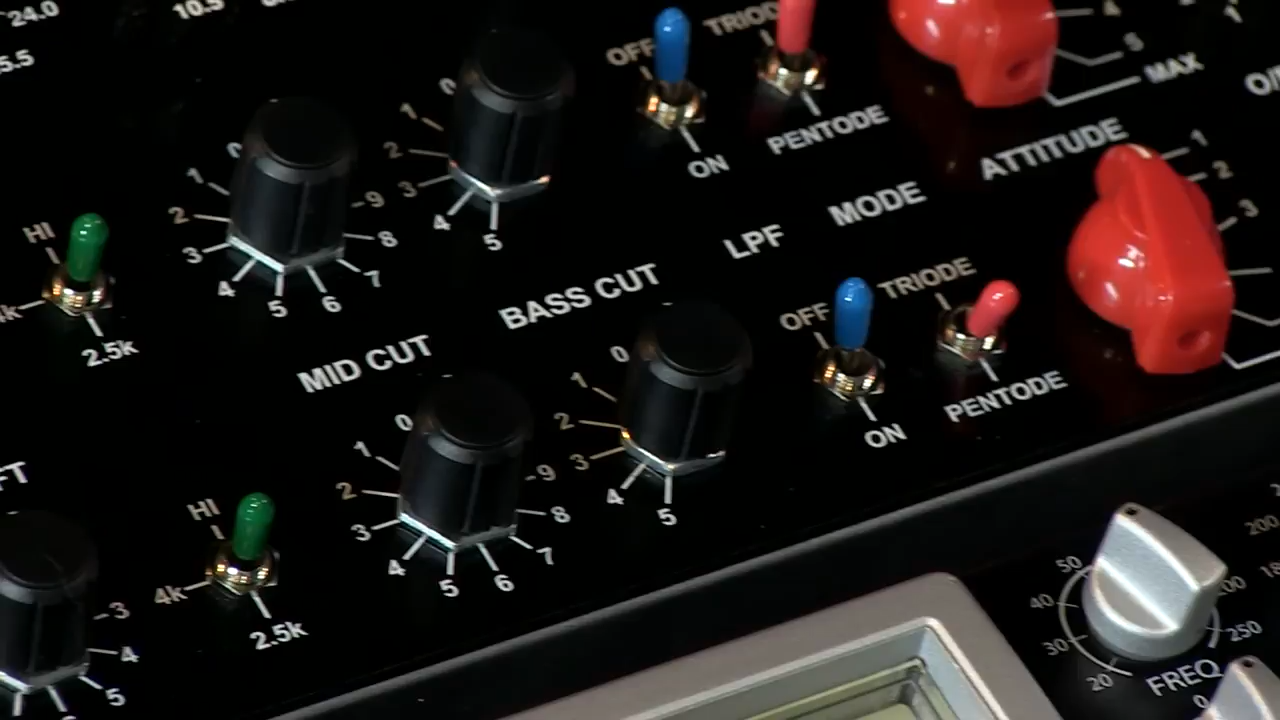 24.0
10.5
5.5
OFF
TRIOD
ON
PENTODE
4
5
MAX
0
1
2
3
4
5
ATTITUDE
1
2
3
0
1
2
3
4
5
6
7
8
9
HI
2.5k
LPF
MODE
BASS CUT
OFF
TRIODE
ON
PENTODE
MID CUT
0
1
2
3
4
5
0
1
2
3
4
5
6
7
8
9
HI
4k
2.5k
FT
3
4
5
50
40
30
20
200
250
FREQ
0